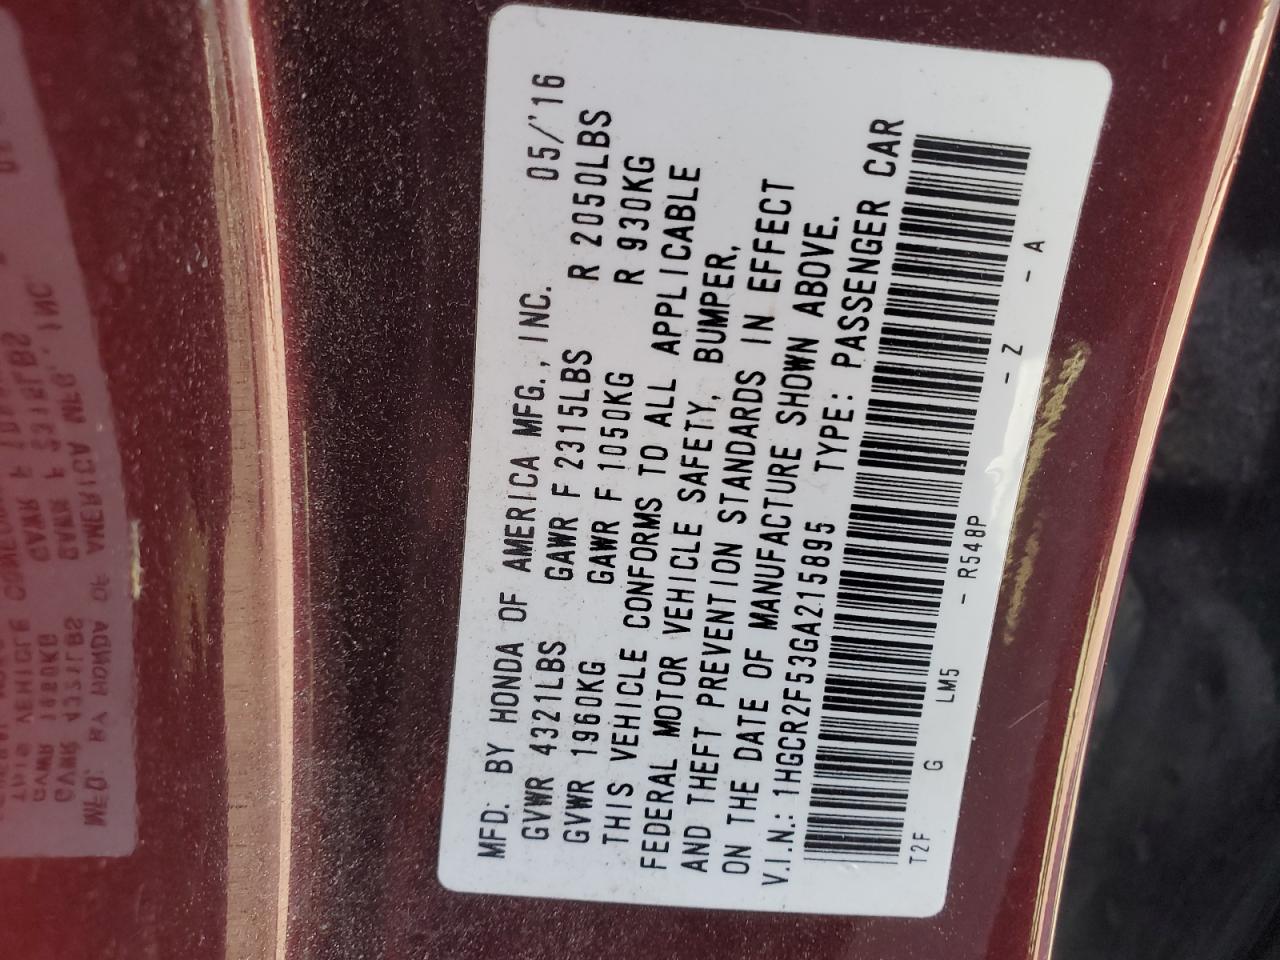 MFD. BY HONDA OF AMERICA MFG., INC. 05/'16
GVWR 4321LBS GAWR F 2315LBS R 2050LBS
GVWR 1960KG GAWR F 1050KG R 930KG
THIS VEHICLE CONFORMS TO ALL APPLICABLE
FEDERAL MOTOR VEHICLE SAFETY, BUMPER,
AND THEFT PREVENTION STANDARDS IN EFFECT
ON THE DATE OF MANUFACTURE SHOWN ABOVE.
V.I.N.: 1HGCR2F53GA215895 TYPE: PASSENGER CAR
T2F G LM5 - R548P - Z - A